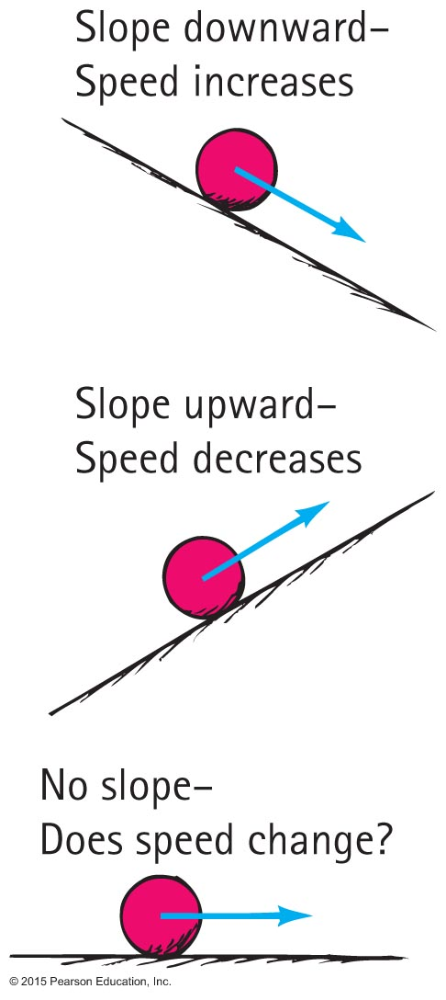 Slope downward–
Speed increases
Slope upward–
Speed decreases
No slope–
Does speed change?
© 2015 Pearson Education, Inc.